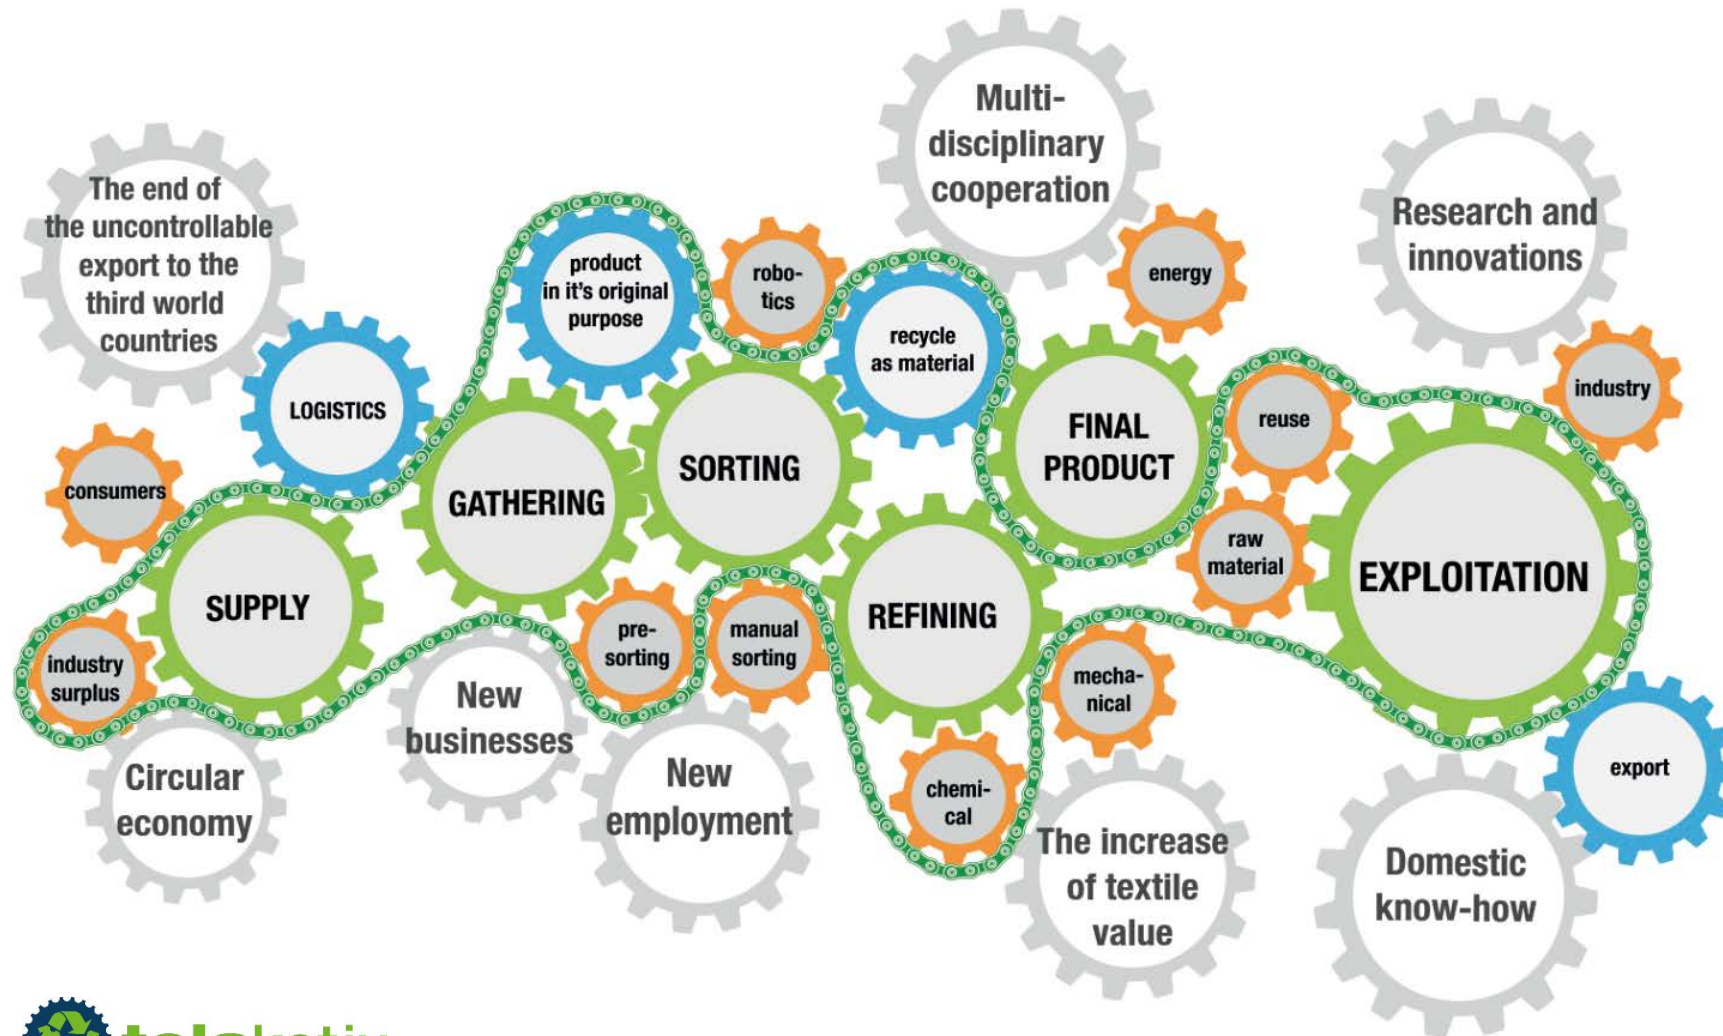 The end of
the uncontrollable
export to the
third world
countries
LOGISTICS
consumers
SUPPLY
industry
surplus
Circular
economy
product
in it's original
purpose
GATHERING
New
businesses
robo-
tics
SORTING
pre-
sorting
manual
sorting
New
employment
Multi-
disciplinary
cooperation
recycle
as material
REFINING
chemi-
cal
energy
FINAL
PRODUCT
mecha-
nical
The increase
of textile
value
reuse
raw
material
Research and
innovations
industry
EXPLOITATION
export
Domestic
know-how